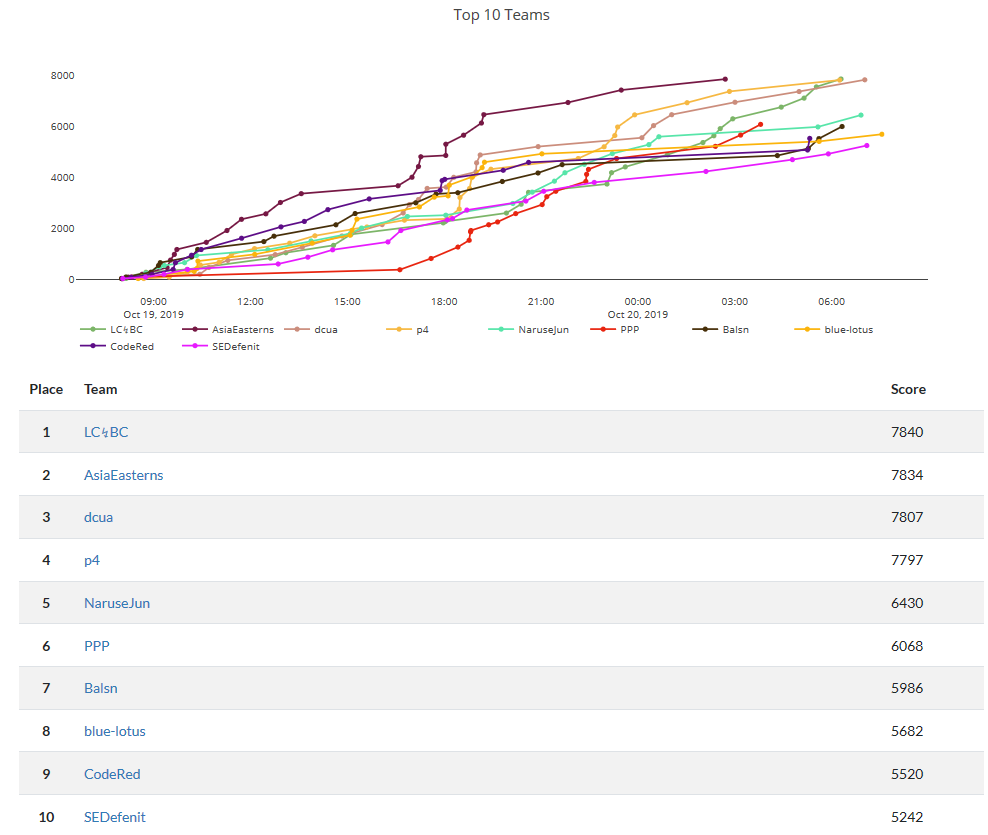 Top 10 Teams
8000
6000
4000
2000
0
09:00 12:00 15:00 18:00 21:00 00:00 03:00 06:00
Oct 19, 2019 Oct 20, 2019
LC↯BC AsiaEasterns dcua p4 NaruseJun PPP Balsn blue-lotus
CodeRed SEDefenit
Place Team Score
1 LC↯BC 7840
2 AsiaEasterns 7834
3 dcua 7807
4 p4 7797
5 NaruseJun 6430
6 PPP 6068
7 Balsn 5986
8 blue-lotus 5682
9 CodeRed 5520
10 SEDefenit 5242